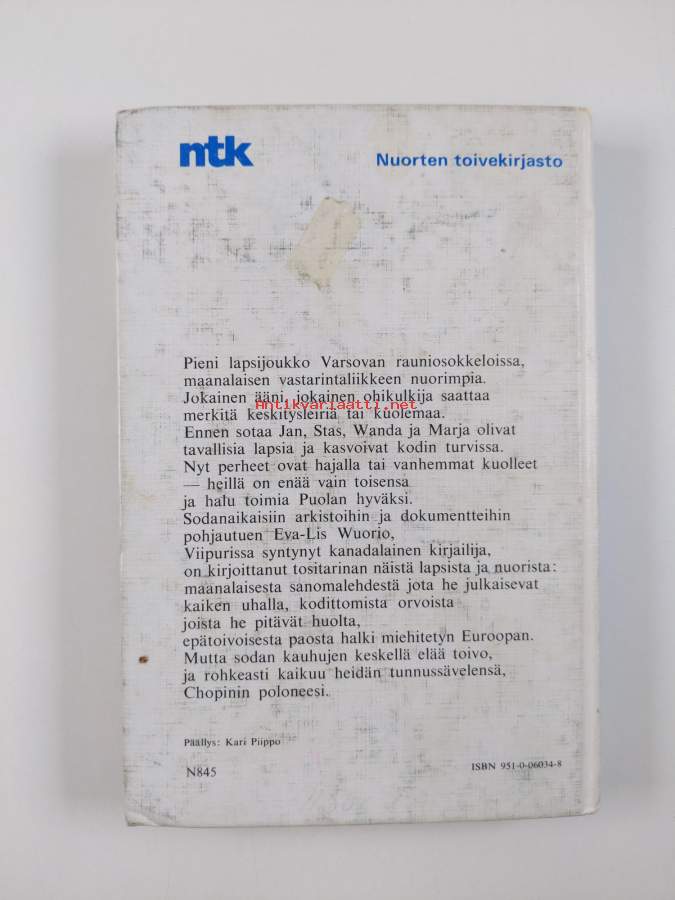 ntk
Nuorten toivekirjasto
Pieni lapsijoukko Varsovan rauniosokkeloissa,
maanalaisen vastarintaliikkeen nuorimpia.
Jokainen ääni, jokainen ohikulkija saattaa
Antikvariaatti.net
merkitä keskitysleiriä tai kuolemaa.
Ennen sotaa Jan, Stas, Wanda ja Marja olivat
tavallisia lapsia ja kasvoivat kodin turvissa.
Nyt perheet ovat hajalla tai vanhemmat kuolleet
— heillä on enää vain toisensa
ja halu toimia Puolan hyväksi.
Sodanaikaisiin arkistoihin ja dokumentteihin
pohjautuen Eva-Lis Wuorio,
Viipurissa syntynyt kanadalainen kirjailija,
on kirjoittanut tositarinan näistä lapsista ja nuorista:
maanalaisesta sanomalehdestä jota he julkaisevat
kaiken uhalla, kodittomista orvoista
joista he pitävät huolta,
epätoivoisesta paosta halki miehitetyn Euroopan.
Mutta sodan kauhujen keskellä elää toivo,
ja rohkeasti kaikuu heidän tunnussävelensä,
Chopinin poloneesi.
Päällys: Kari Piippo
N845
ISBN 951-0-06034-8